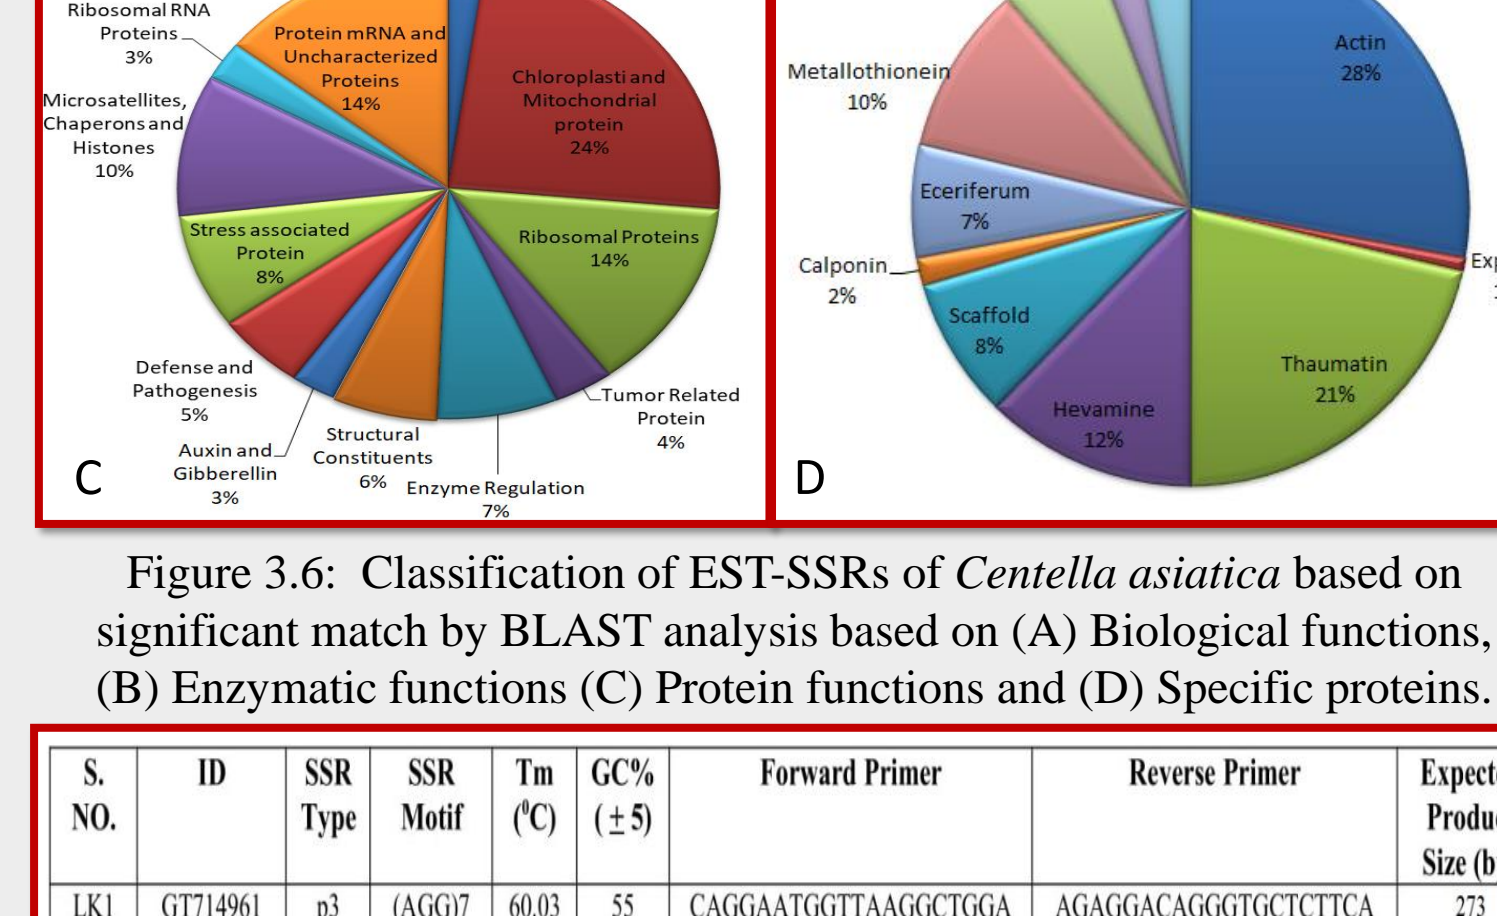 Ribosomal RNA
Proteins
3%
Protein mRNA and
Uncharacterized
Proteins
14%
Chloroplasti and
Mitochondrial
protein
24%
Microsatellites,
Chaperons and
Histones
10%
Stress associated
Protein
8%
Ribosomal Proteins
14%
Defense and
Pathogenesis
5%
Auxin and
Gibberellin
3%
Structural
Constituents
6%
Enzyme Regulation
7%
Tumor Related
Protein
4%
C
Actin
28%
Metallothionein
10%
Eceriferum
7%
Calponin
2%
Scaffold
8%
Hevamine
12%
Thaumatin
21%
Exp
D
Figure 3.6: Classification of EST-SSRs of Centella asiatica based on
significant match by BLAST analysis based on (A) Biological functions,
(B) Enzymatic functions (C) Protein functions and (D) Specific proteins.
S. NO. ID SSR Type SSR Motif Tm (⁰C) GC% (±5) Forward Primer Reverse Primer Expect Produ Size (b
LK1 GT714961 p3 (AGG)7 60.03 55 CAGGAATGGTTAAGGCTGGA AGAGGACAGGGTGCTCTTCA 273